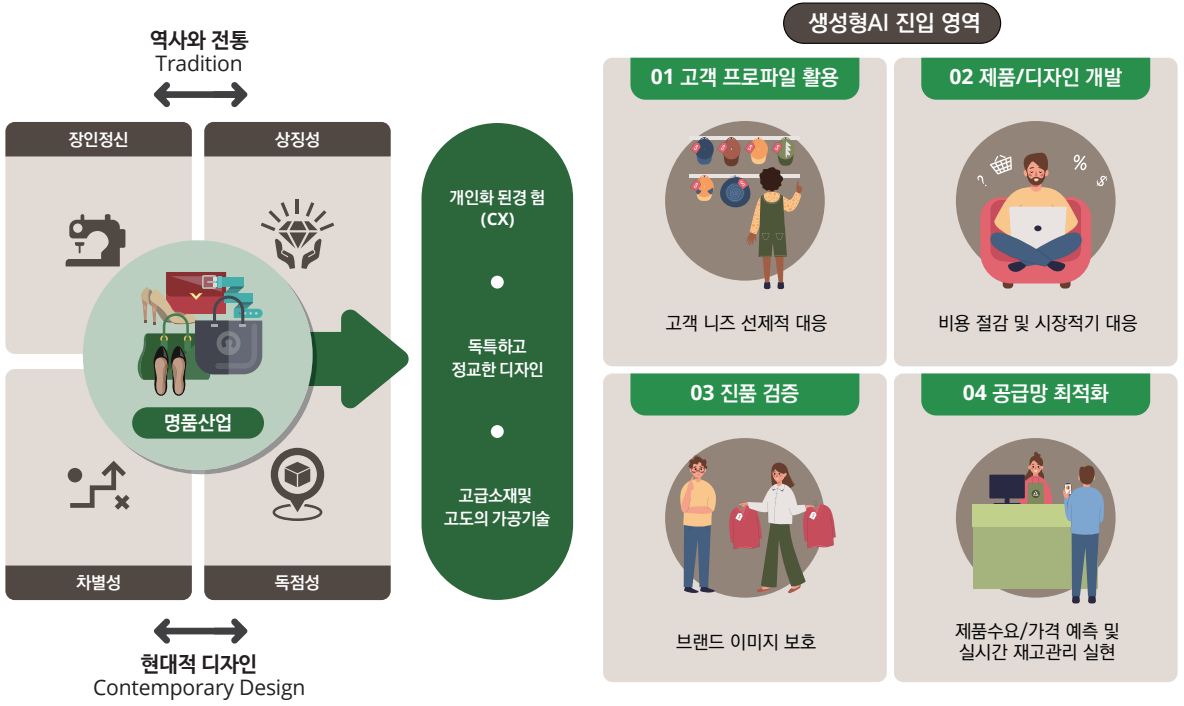 역사와 전통
Tradition
장인정신
상징성
명품산업
차별성
독점성
현대적 디자인
Contemporary Design
개인화 된경 험
(CX)
독특하고
정교한 디자인
고급소재및
고도의 가공기술
생성형AI 진입 영역
01 고객 프로파일 활용
고객 니즈 선제적 대응
02 제품/디자인 개발
? % $
비용 절감 및 시장적기 대응
03 진품 검증
브랜드 이미지 보호
04 공급망 최적화
제품수요/가격 예측 및
실시간 재고관리 실현